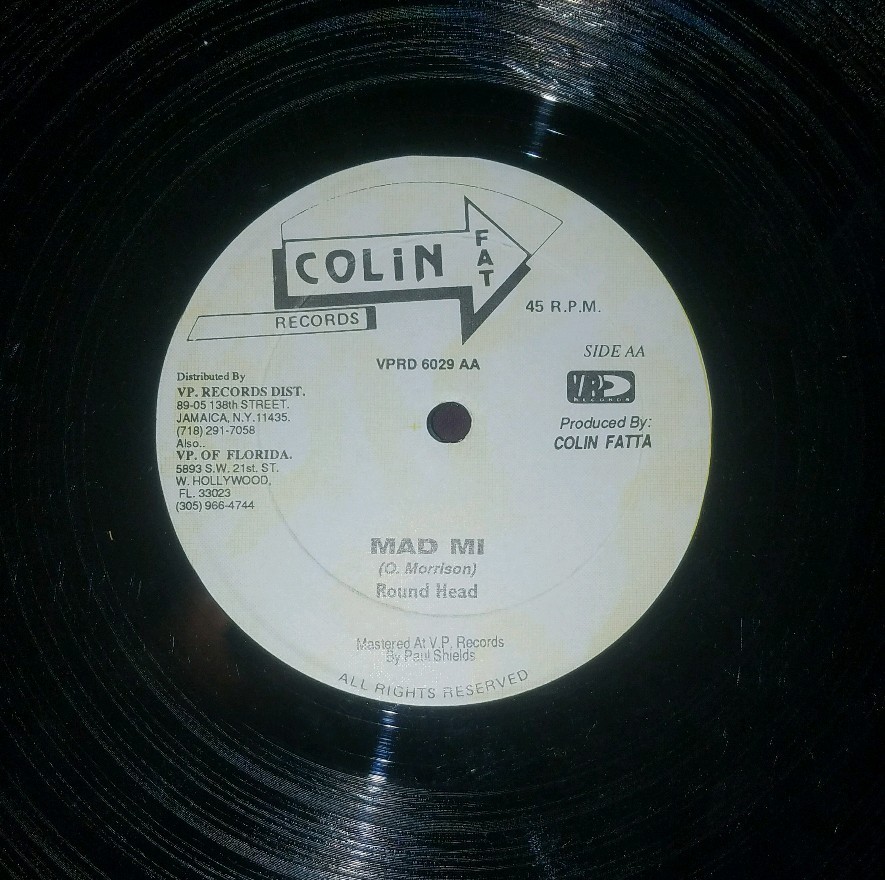 COLiN
FAT
RECORDS
45 R.P.M.
VPRD 6029 AA
SIDE AA
VPR
RECORDS
Produced By:
COLIN FATTA
Distributed By
VP. RECORDS DIST.
89-05 138th STREET.
JAMAICA, N.Y.11435.
(718) 291-7058
Also..
VP. OF FLORIDA.
5893 S.W. 21st. ST.
W. HOLLYWOOD,
FL. 33023
(305) 966-4744
MAD MI
(O. Morrison)
Round Head
Mastered At V.P. Records
By Paul Shields
ALL RIGHTS RESERVED